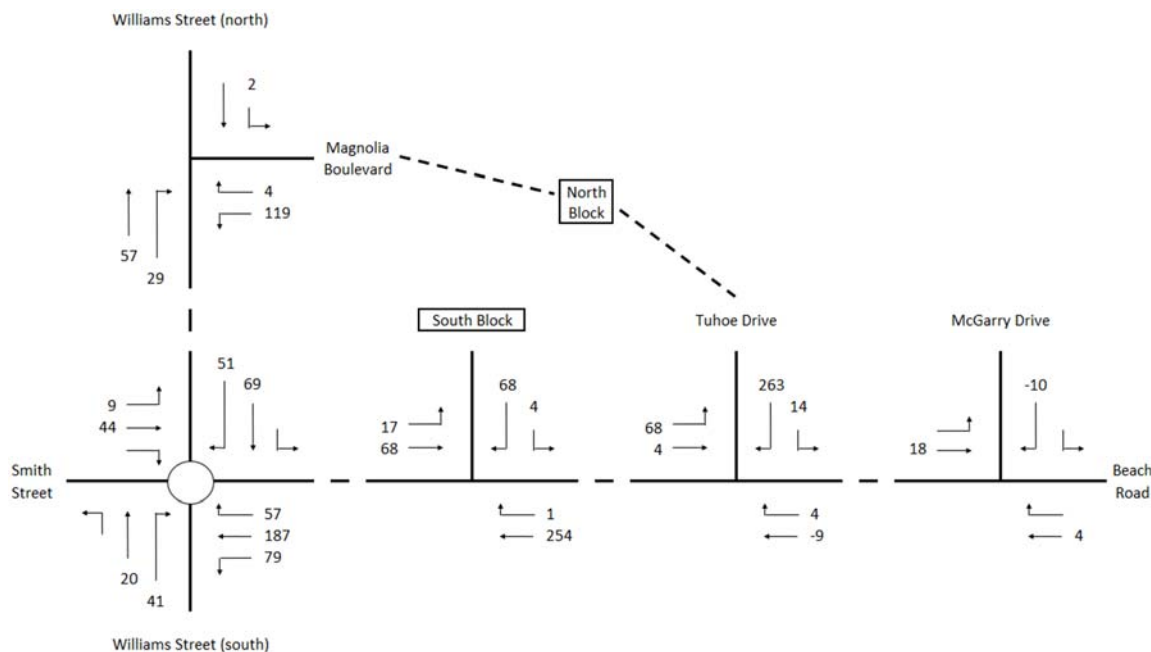 Williams Street (north)
2
Magnolia
Boulevard
4
119
57
29
North
Block
South Block
Tuhoe Drive
McGarry Drive
51
69
9
44
68
4
17
68
263
14
68
4
-10
18
Smith
Street
Beach
Road
57
187
79
1
254
4
-9
4
20
41
Williams Street (south)